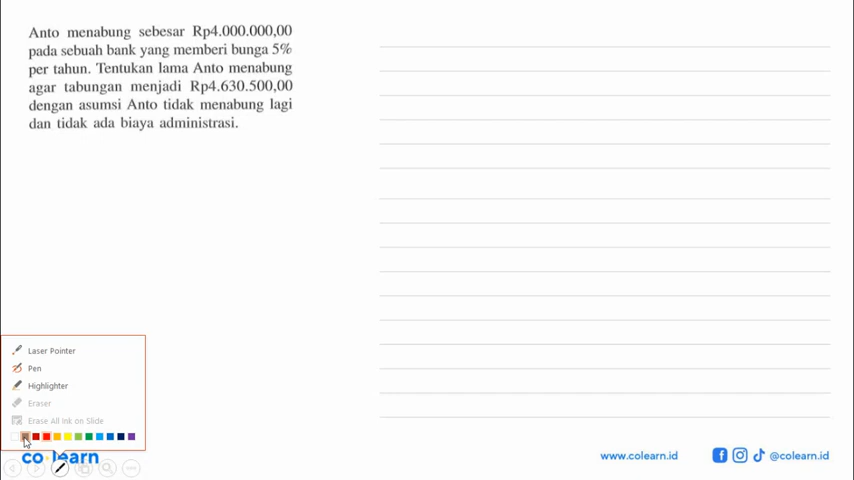 Anto menabung sebesar Rp4.000.000,00
pada sebuah bank yang memberi bunga 5%
per tahun. Tentukan lama Anto menabung
agar tabungan menjadi Rp4.630.500,00
dengan asumsi Anto tidak menabung lagi
dan tidak ada biaya administrasi.
Laser Pointer
Pen
Highlighter
Eraser
Erase All Ink on Slide
co learn
www.colearn.id
@colearn.id